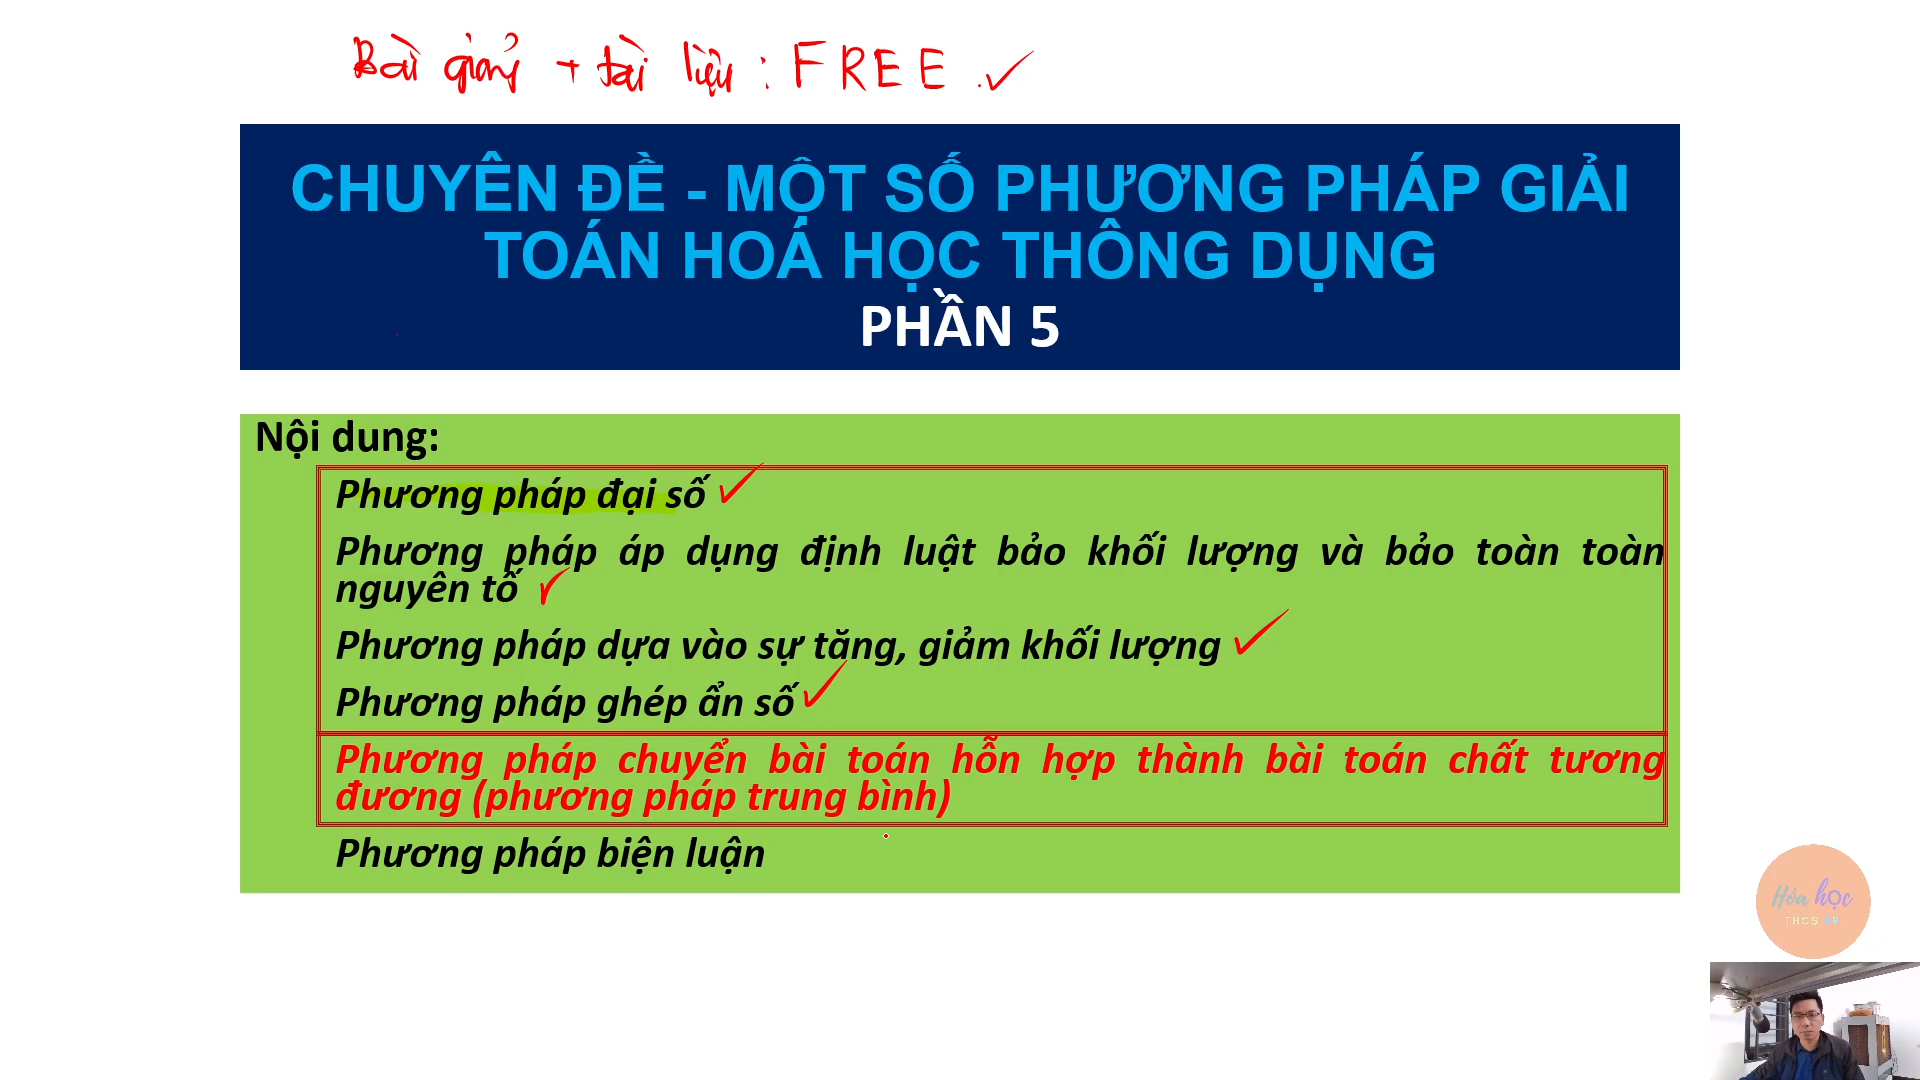 Bài giảng + tài liệu : FREE .
CHUYÊN ĐỀ - MỘT SỐ PHƯƠNG PHÁP GIẢI
TOÁN HOÁ HỌC THÔNG DỤNG
PHẦN 5
Nội dung:
Phương pháp đại số
Phương pháp áp dụng định luật bảo khối lượng và bảo toàn toàn
nguyên tố
Phương pháp dựa vào sự tăng, giảm khối lượng
Phương pháp ghép ẩn số
Phương pháp chuyển bài toán hỗn hợp thành bài toán chất tương
đương (phương pháp trung bình)
Phương pháp biện luận
Hóa học